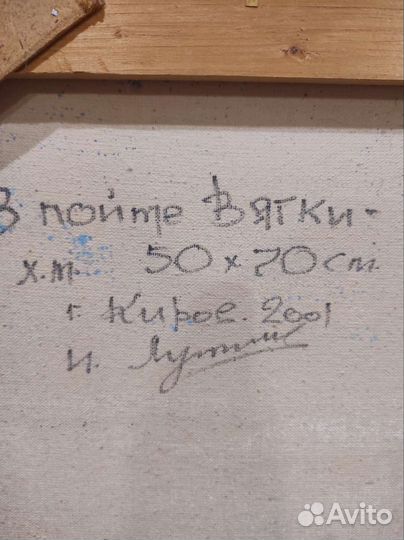 В пойме ВЯТКИ-
х.м. 50 x 70 см.
г. Киров. 2001
И.
Avito